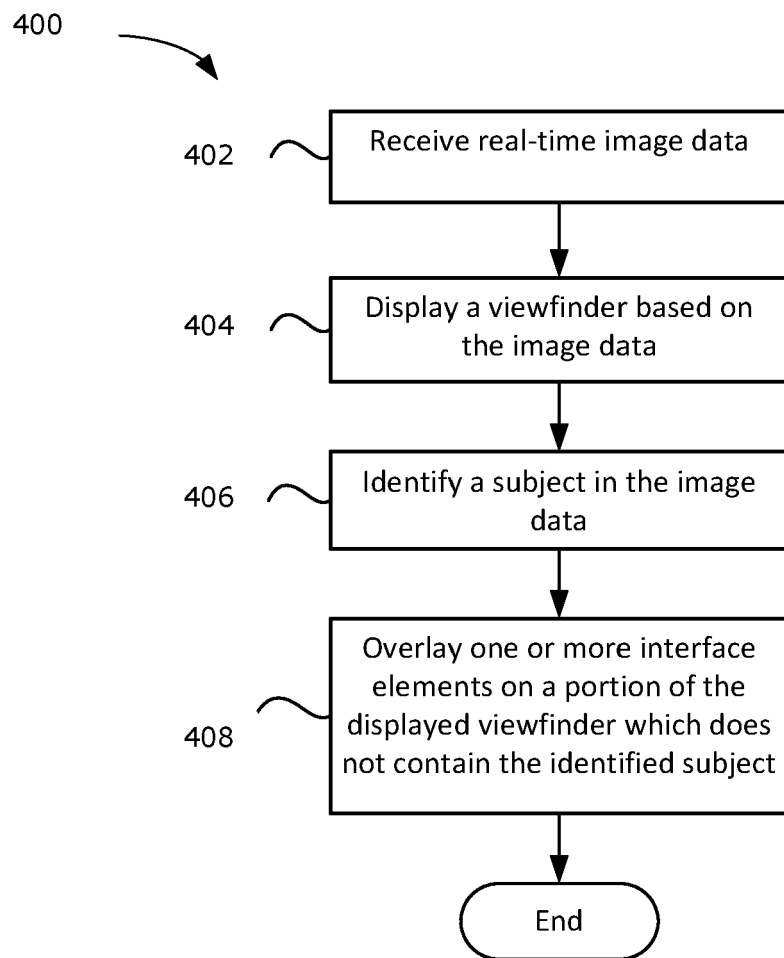 400
402
Receive real-time image data
404
Display a viewfinder based on
the image data
406
Identify a subject in the image
data
408
Overlay one or more interface
elements on a portion of the
displayed viewfinder which does
not contain the identified subject
End